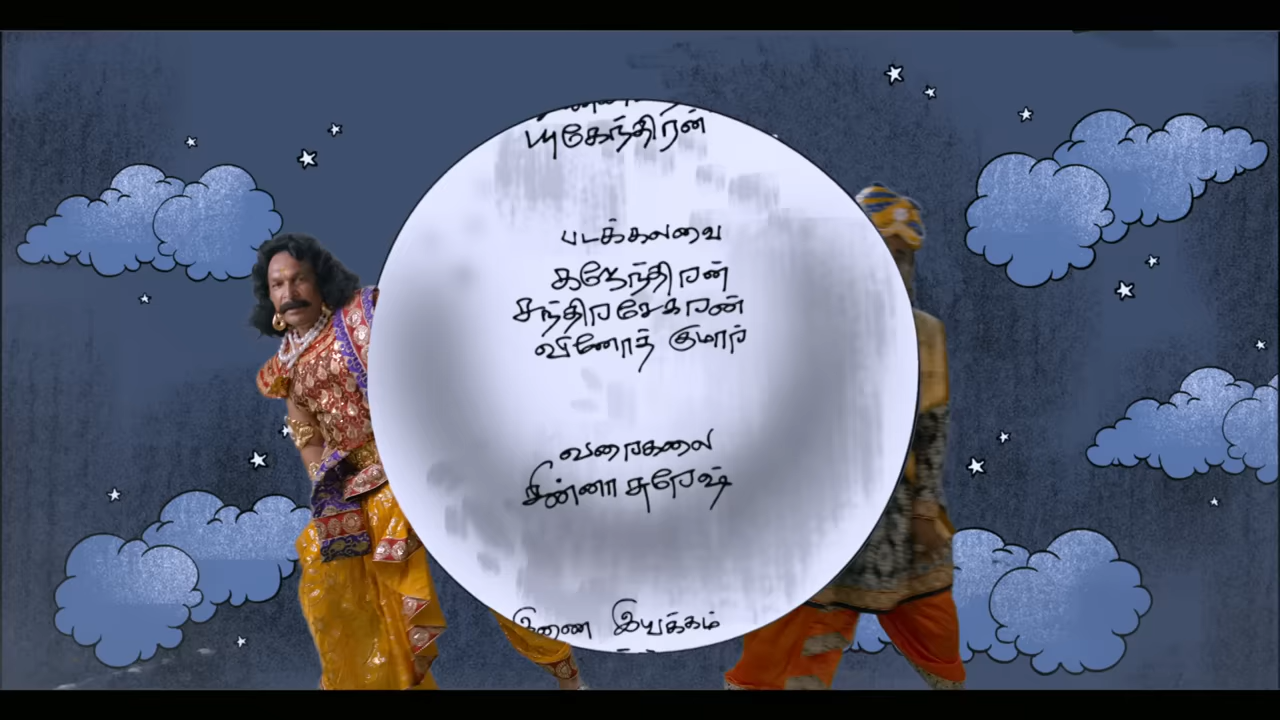 யுகேந்திரன்
படக்கலவை
கஜேந்திரன்
சந்திரசேகரன்
வினோத் குமார்
வரைகலை
சின்னா சுரேஷ்
இணை இயக்கம்